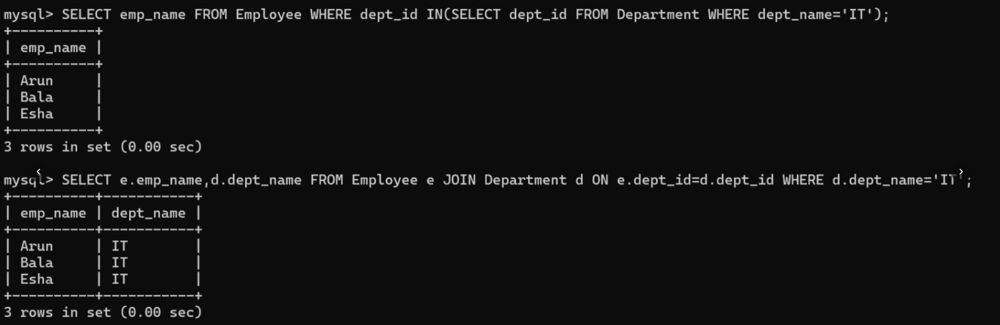 mysql> SELECT emp_name FROM Employee WHERE dept_id IN(SELECT dept_id FROM Department WHERE dept_name='IT');
+----------+
| emp_name |
+----------+
| Arun     |
| Bala     |
| Esha     |
+----------+
3 rows in set (0.00 sec)
mysql> SELECT e.emp_name,d.dept_name FROM Employee e JOIN Department d ON e.dept_id=d.dept_id WHERE d.dept_name='IT';
+----------+-----------+
| emp_name | dept_name |
+----------+-----------+
| Arun     | IT        |
| Bala     | IT        |
| Esha     | IT        |
+----------+-----------+
3 rows in set (0.00 sec)